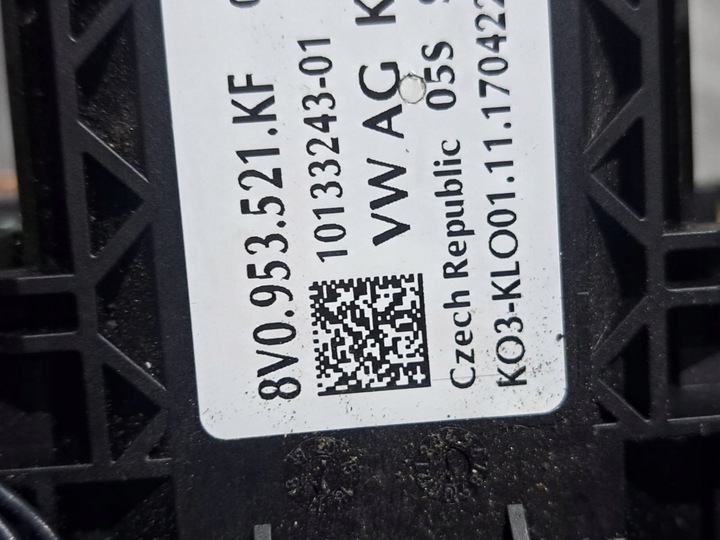 8V0.953.521.KF
10133243-01
VW AG K
Czech Republic 05S
KO3-KLO01.11.170422